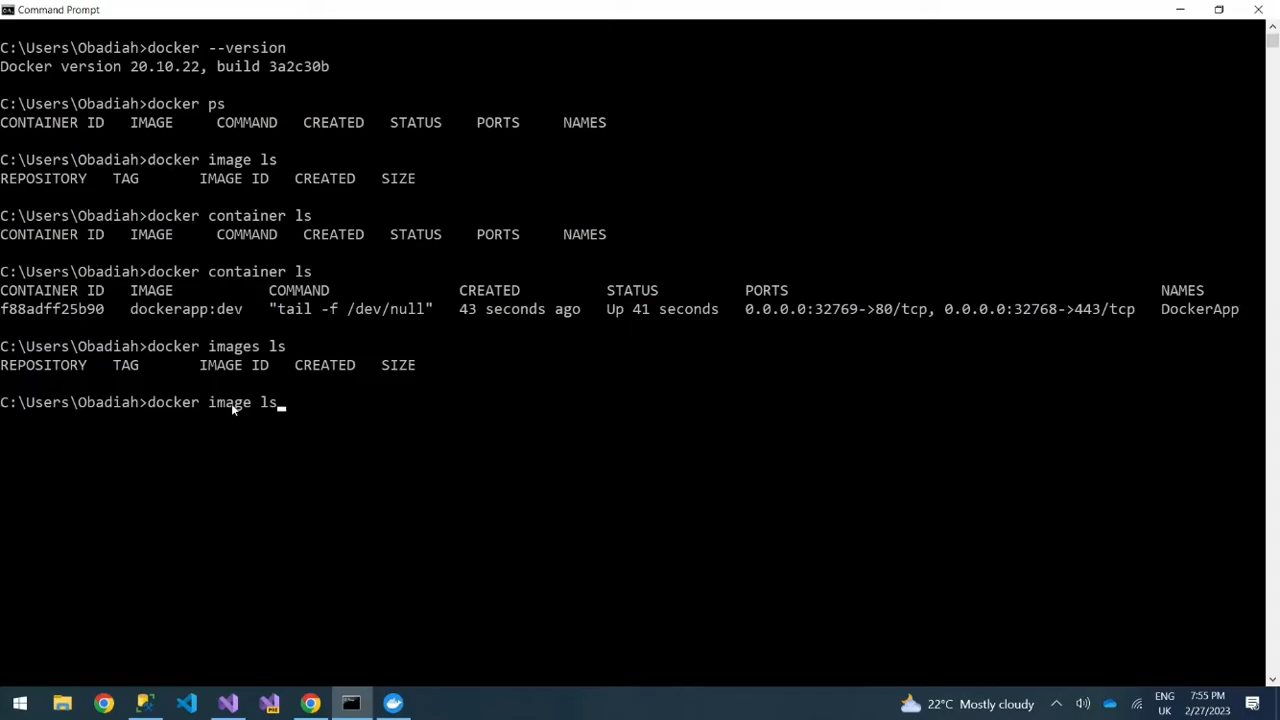 Command Prompt
C:\Users\Obadiah>docker --version
Docker version 20.10.22, build 3a2c30b
C:\Users\Obadiah>docker ps
CONTAINER ID   IMAGE     COMMAND   CREATED   STATUS    PORTS     NAMES
C:\Users\Obadiah>docker image ls
REPOSITORY   TAG       IMAGE ID   CREATED   SIZE
C:\Users\Obadiah>docker container ls
CONTAINER ID   IMAGE     COMMAND   CREATED   STATUS    PORTS     NAMES
C:\Users\Obadiah>docker container ls
CONTAINER ID   IMAGE           COMMAND               CREATED          STATUS          PORTS                                         NAMES
f88adff25b90   dockerapp:dev   "tail -f /dev/null"   43 seconds ago   Up 41 seconds   0.0.0.0:32769->80/tcp, 0.0.0.0:32768->443/tcp   DockerApp
C:\Users\Obadiah>docker images ls
REPOSITORY   TAG       IMAGE ID   CREATED   SIZE
C:\Users\Obadiah>docker image ls
22°C Mostly cloudy
ENG
UK
7:55 PM
2/27/2023